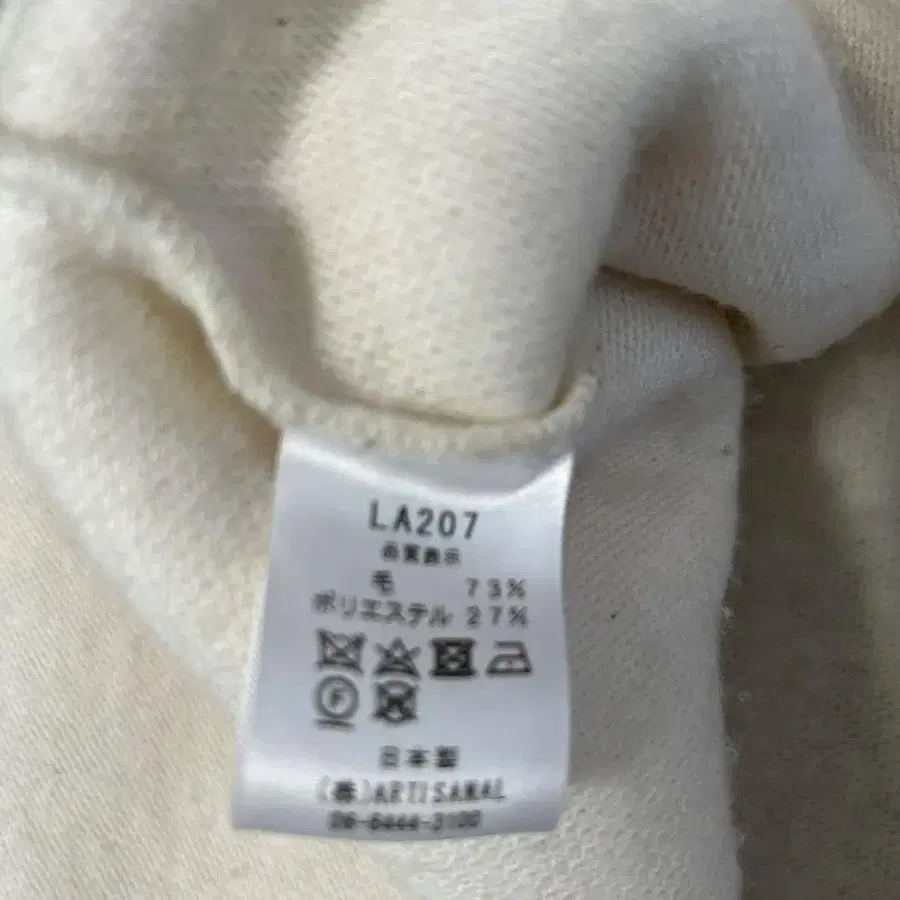 LA207
品質表示
毛 73%
ポリエステル 27%
F
日本製
(株)ARTISANAL
06-6444-2100